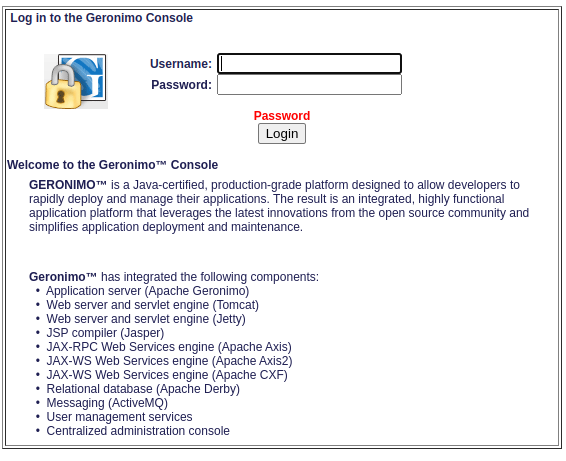 Log in to the Geronimo Console
Username:
Password:
Password
Login
Welcome to the Geronimo™ Console
GERONIMO™ is a Java-certified, production-grade platform designed to allow developers to
rapidly deploy and manage their applications. The result is an integrated, highly functional
application platform that leverages the latest innovations from the open source community and
simplifies application deployment and maintenance.
Geronimo™ has integrated the following components:
• Application server (Apache Geronimo)
• Web server and servlet engine (Tomcat)
• Web server and servlet engine (Jetty)
• JSP compiler (Jasper)
• JAX-RPC Web Services engine (Apache Axis)
• JAX-WS Web Services engine (Apache Axis2)
• JAX-WS Web Services engine (Apache CXF)
• Relational database (Apache Derby)
• Messaging (ActiveMQ)
• User management services
• Centralized administration console